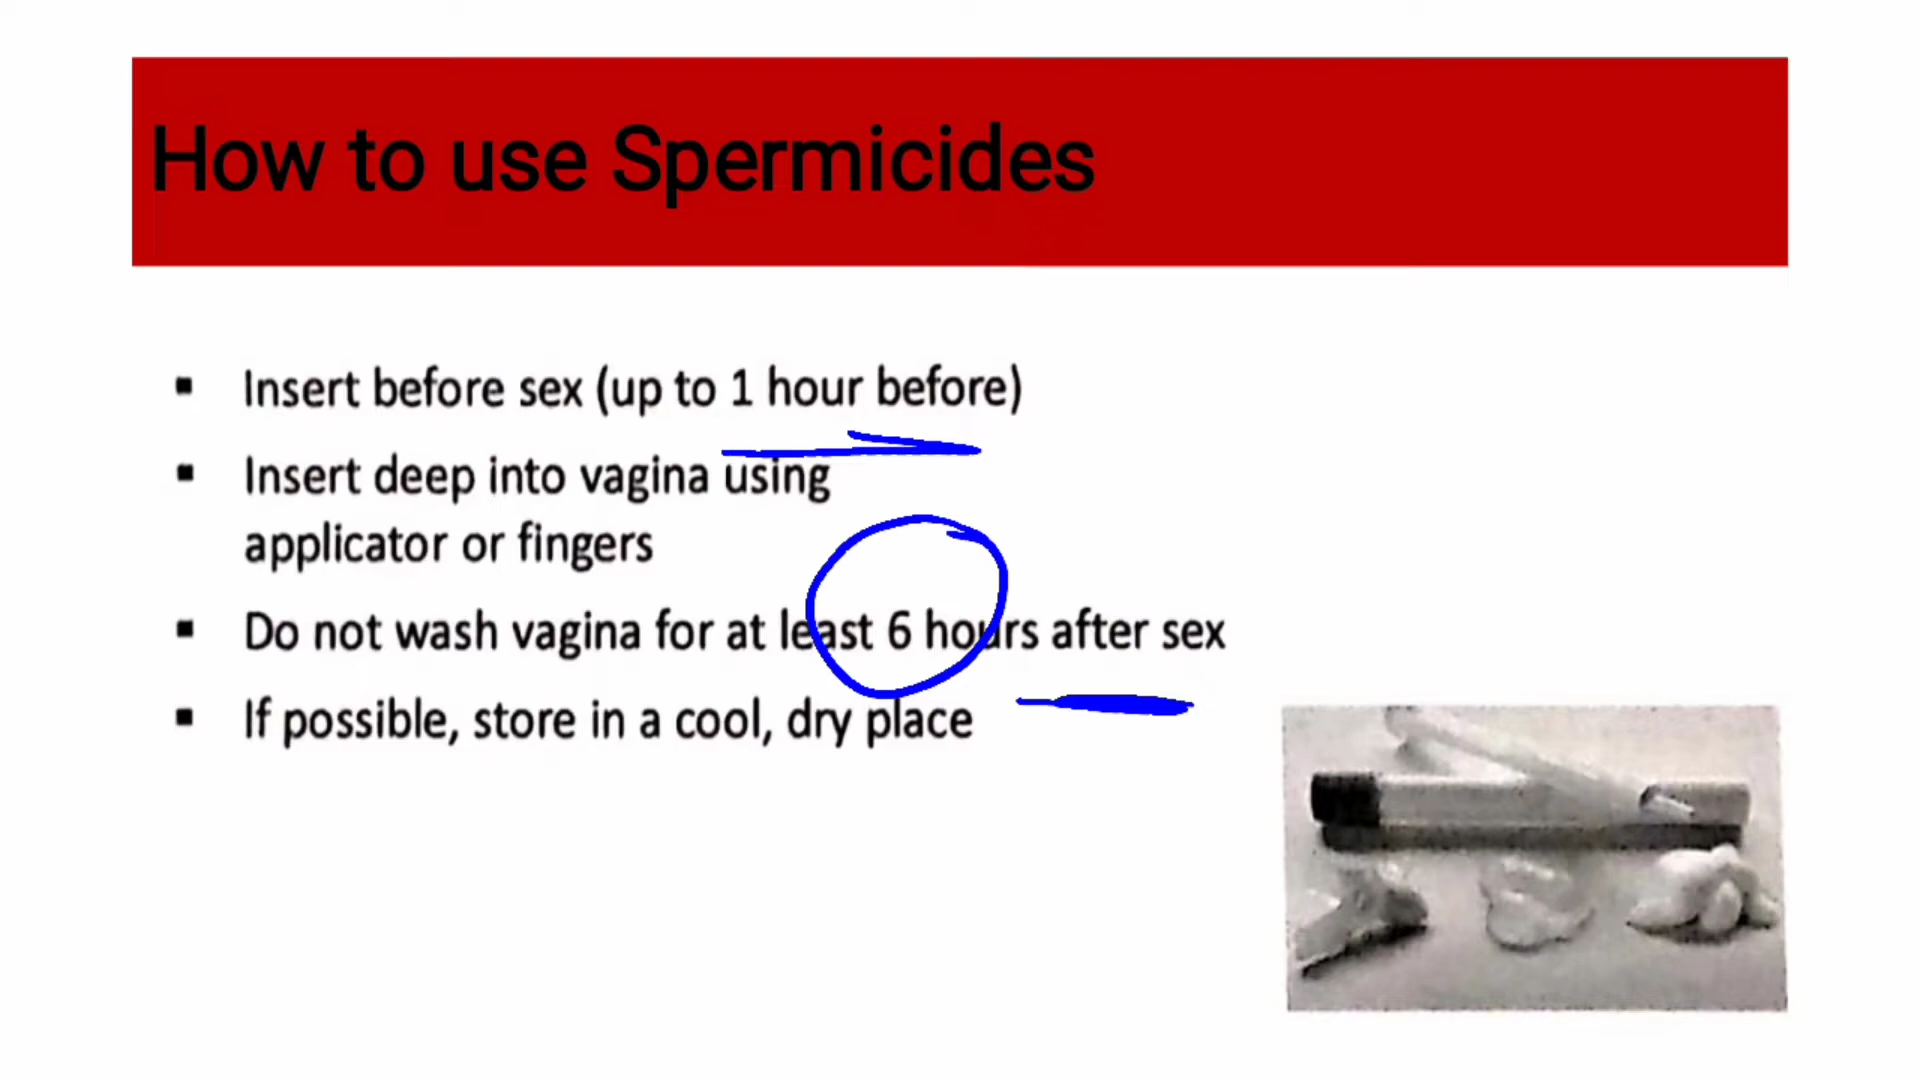 How to use Spermicides
▪ Insert before sex (up to 1 hour before)
▪ Insert deep into vagina using
applicator or fingers
▪ Do not wash vagina for at least 6 hours after sex
▪ If possible, store in a cool, dry place